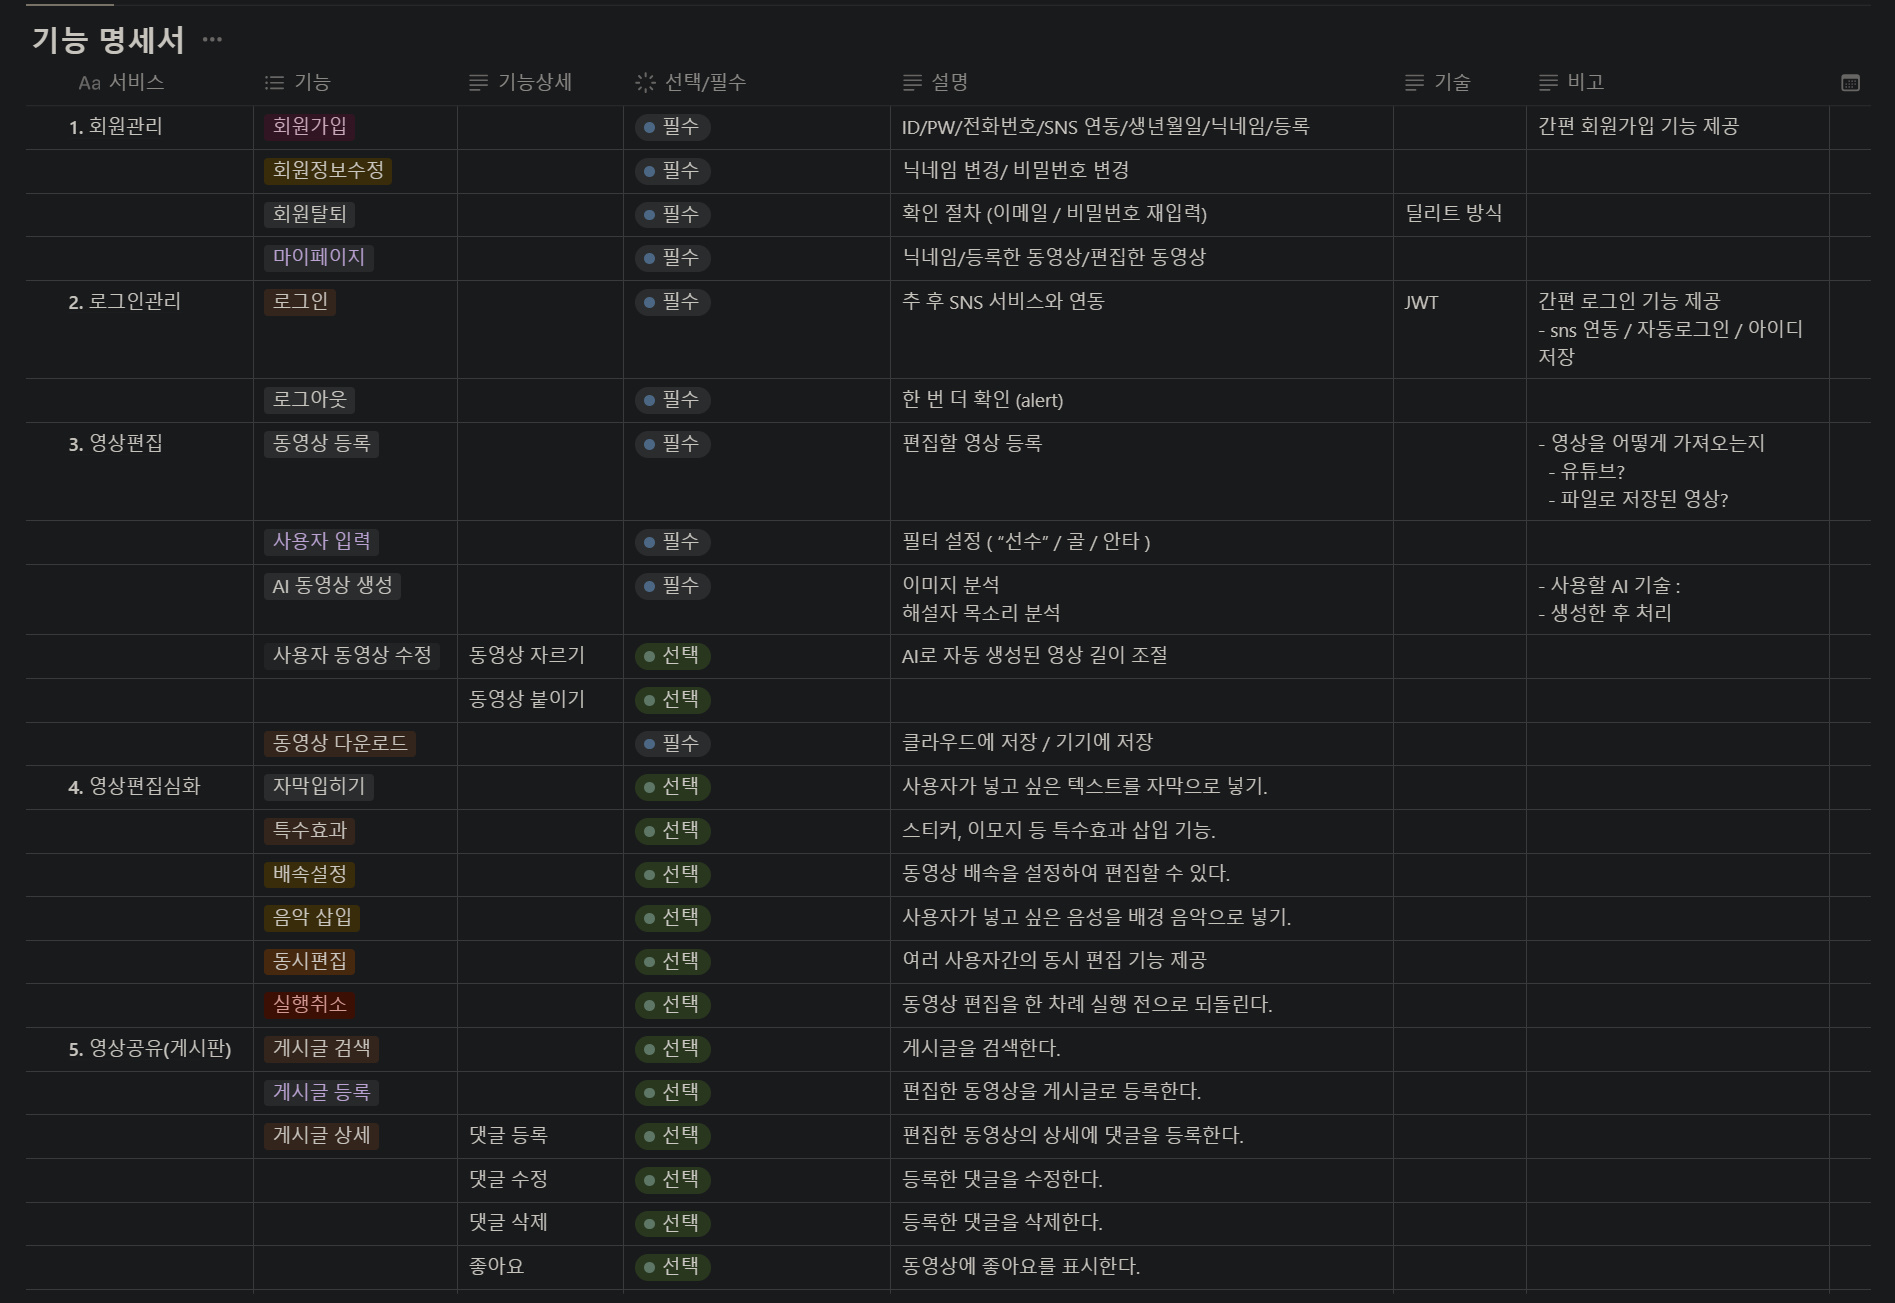 기능 명세서 ···
Aa 서비스 기능 기능상세 선택/필수 설명 기술 비고
1. 회원관리 회원가입 필수 ID/PW/전화번호/SNS 연동/생년월일/닉네임/등록 간편 회원가입 기능 제공
회원정보수정 필수 닉네임 변경/ 비밀번호 변경
회원탈퇴 필수 확인 절차 (이메일 / 비밀번호 재입력) 딜리트 방식
마이페이지 필수 닉네임/등록한 동영상/편집한 동영상
2. 로그인관리 로그인 필수 추 후 SNS 서비스와 연동 JWT 간편 로그인 기능 제공
- sns 연동 / 자동로그인 / 아이디
저장
로그아웃 필수 한 번 더 확인 (alert)
3. 영상편집 동영상 등록 필수 편집할 영상 등록 - 영상을 어떻게 가져오는지
- 유튜브?
- 파일로 저장된 영상?
사용자 입력 필수 필터 설정 ( “선수” / 골 / 안타 )
AI 동영상 생성 필수 이미지 분석 - 사용할 AI 기술 :
해설자 목소리 분석 - 생성한 후 처리
사용자 동영상 수정 동영상 자르기 선택 AI로 자동 생성된 영상 길이 조절
동영상 붙이기 선택
동영상 다운로드 필수 클라우드에 저장 / 기기에 저장
4. 영상편집심화 자막입히기 선택 사용자가 넣고 싶은 텍스트를 자막으로 넣기.
특수효과 선택 스티커, 이모지 등 특수효과 삽입 기능.
배속설정 선택 동영상 배속을 설정하여 편집할 수 있다.
음악 삽입 선택 사용자가 넣고 싶은 음성을 배경 음악으로 넣기.
동시편집 선택 여러 사용자간의 동시 편집 기능 제공
실행취소 선택 동영상 편집을 한 차례 실행 전으로 되돌린다.
5. 영상공유(게시판) 게시글 검색 선택 게시글을 검색한다.
게시글 등록 선택 편집한 동영상을 게시글로 등록한다.
게시글 상세 댓글 등록 선택 편집한 동영상의 상세에 댓글을 등록한다.
댓글 수정 선택 등록한 댓글을 수정한다.
댓글 삭제 선택 등록한 댓글을 삭제한다.
좋아요 선택 동영상에 좋아요를 표시한다.